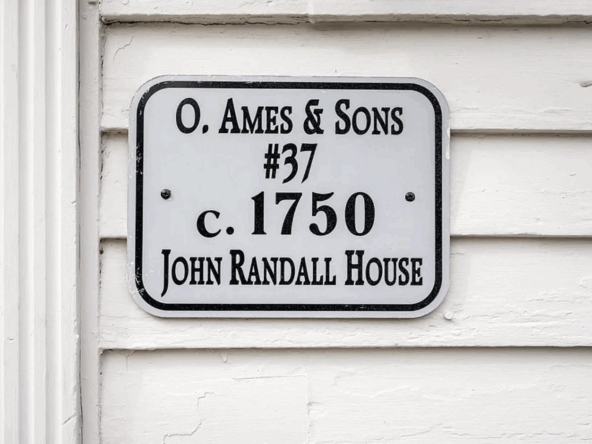 O. AMES & SONS
#37
c. 1750
JOHN RANDALL HOUSE